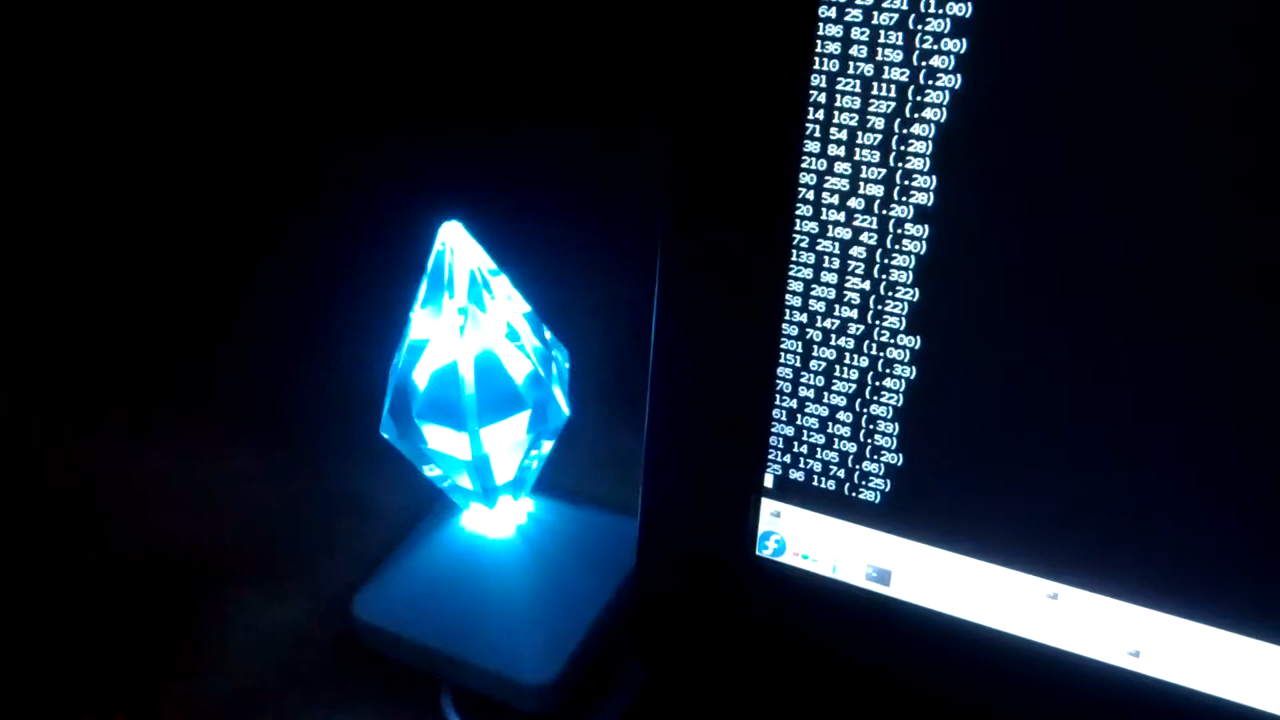 29 231 (1.00)
64 25 167 (.20)
186 82 131 (2.00)
136 43 159 (.40)
110 176 182 (.20)
91 221 111 (.20)
74 163 237 (.40)
14 162 78 (.40)
71 54 107 (.28)
38 84 153 (.28)
210 85 107 (.20)
90 255 188 (.28)
74 54 40 (.20)
20 194 221 (.50)
195 169 42 (.50)
72 251 45 (.20)
133 13 72 (.33)
226 98 254 (.22)
38 203 75 (.22)
58 56 194 (.25)
134 147 37 (2.00)
59 70 143 (1.00)
201 100 119 (.33)
151 67 119 (.40)
65 210 207 (.22)
70 94 199 (.66)
124 209 40 (.33)
61 105 106 (.50)
208 129 109 (.20)
61 14 105 (.66)
214 178 74 (.25)
25 96 116 (.28)